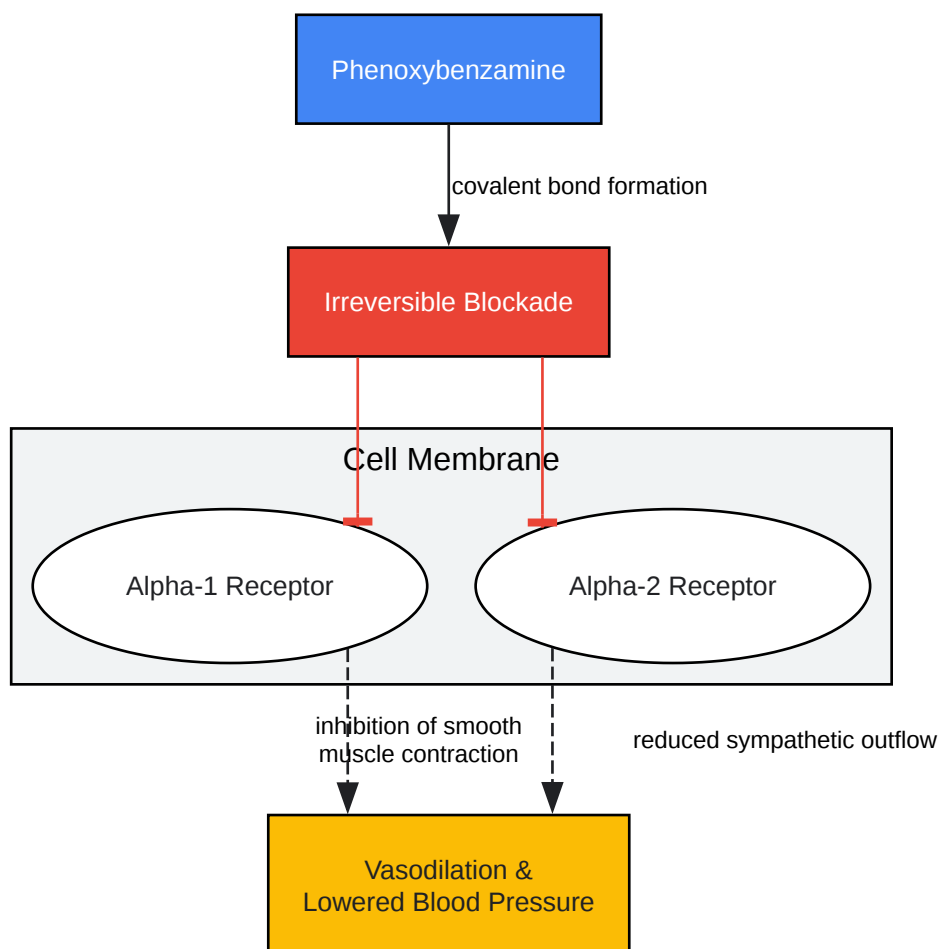 Phenoxybenzamine
covalent bond formation
Irreversible Blockade
Cell Membrane
Alpha-1 Receptor
Alpha-2 Receptor
inhibition of smooth
muscle contraction
reduced sympathetic outflow
Vasodilation &
Lowered Blood Pressure